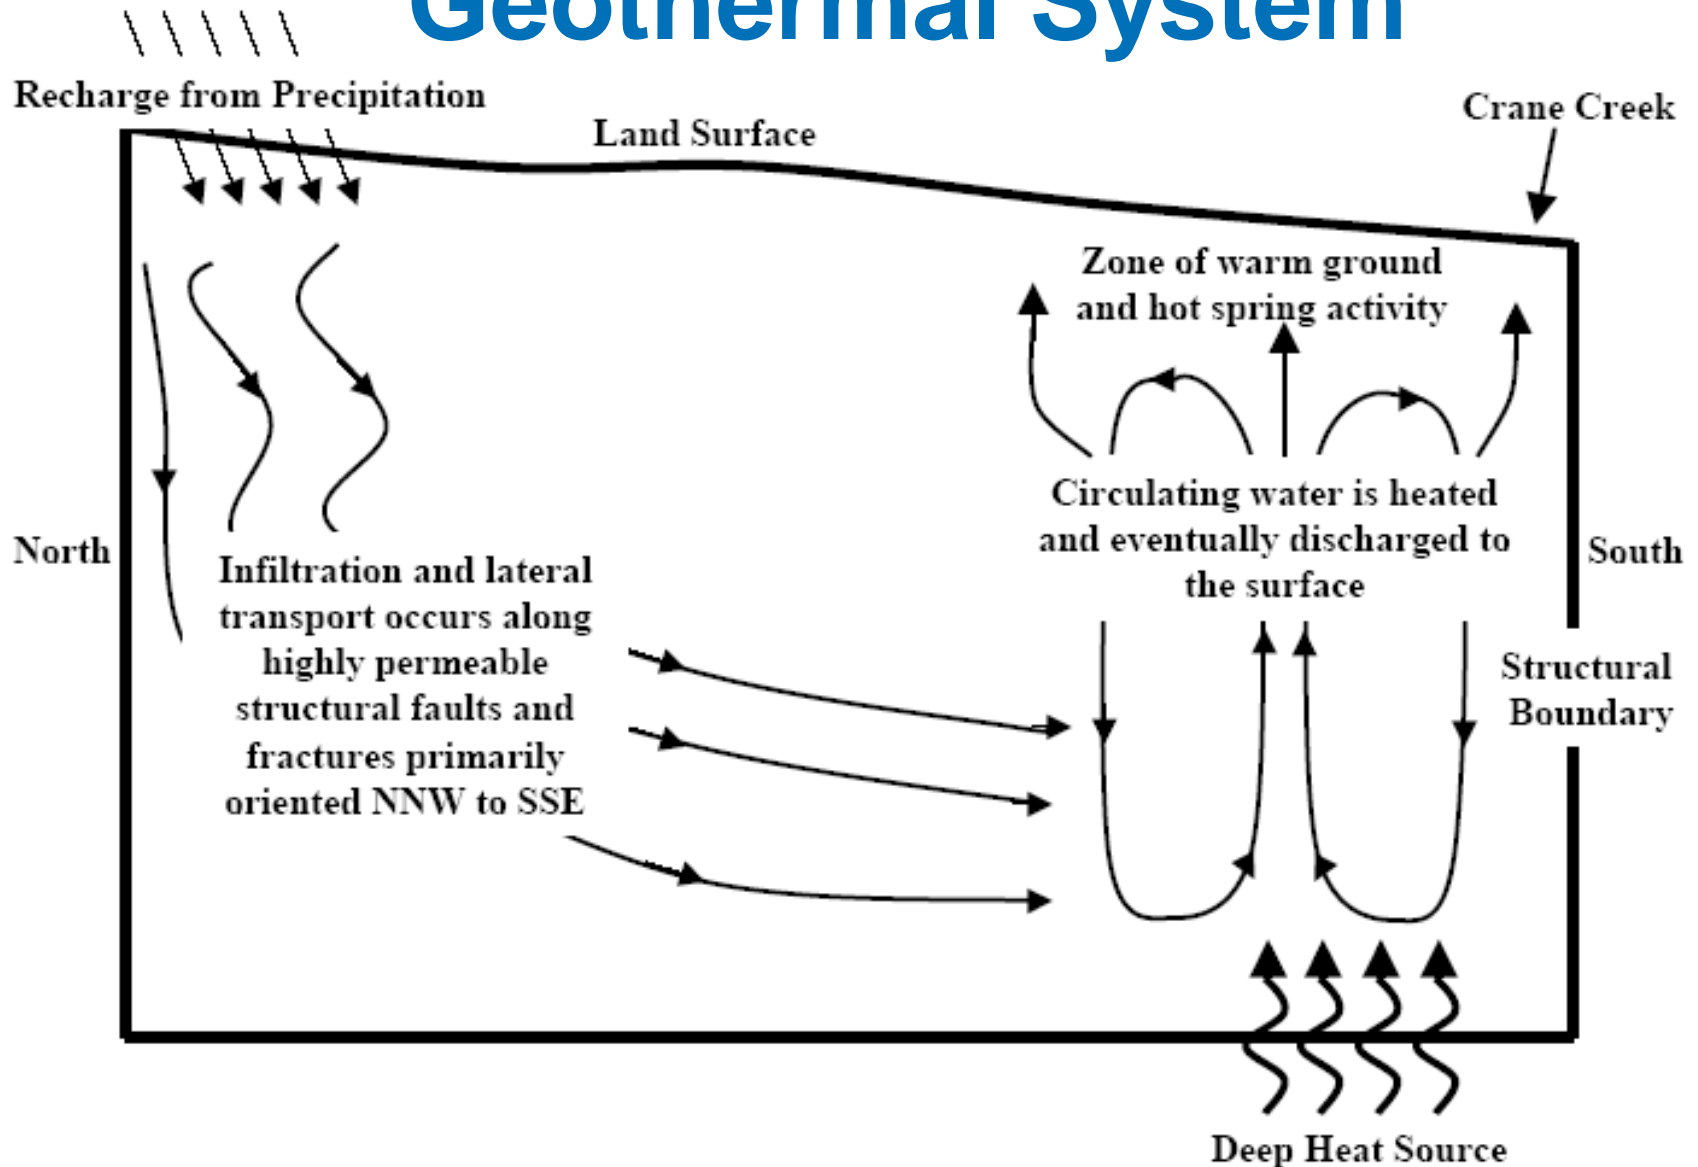 Geothermal System
Recharge from Precipitation
Land Surface
Crane Creek
Zone of warm ground
and hot spring activity
Circulating water is heated
and eventually discharged to
the surface
North
South
Infiltration and lateral
transport occurs along
highly permeable
structural faults and
fractures primarily
oriented NNW to SSE
Structural
Boundary
Deep Heat Source